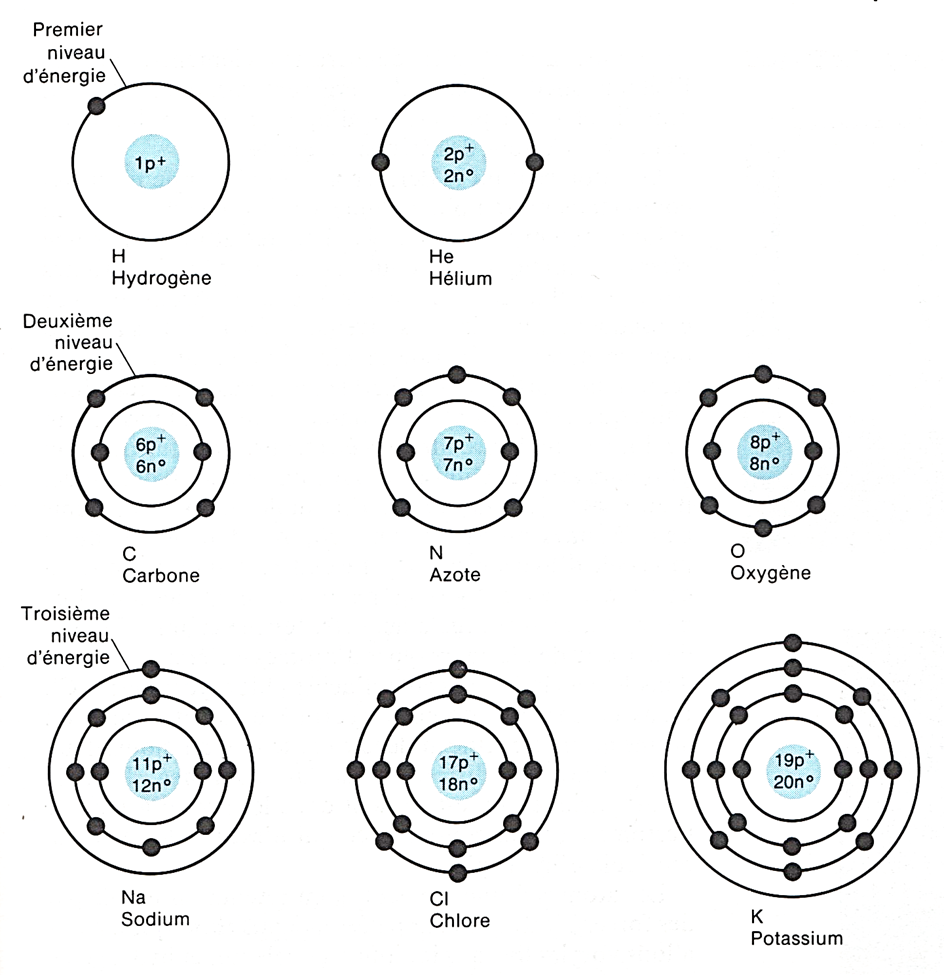 Premier
niveau
d'énergie
1p+
2p+
2n°
H
Hydrogène
He
Hélium
Deuxième
niveau
d'énergie
6p+
6n°
7p+
7n°
8p+
8n°
C
Carbone
N
Azote
O
Oxygène
Troisième
niveau
d'énergie
11p+
12n°
17p+
18n°
19p+
20n°
Na
Sodium
Cl
Chlore
K
Potassium